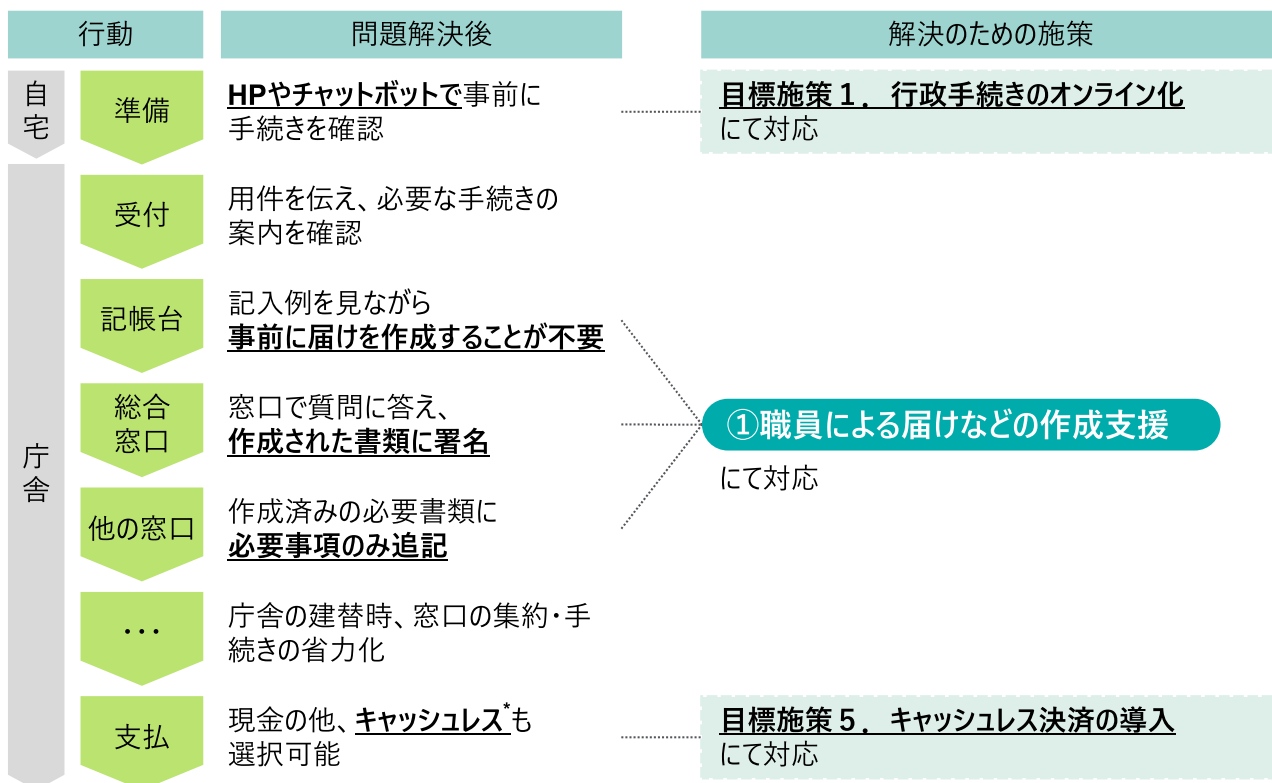 行動
問題解決後
解決のための施策
自宅
準備
HPやチャットボットで事前に
手続きを確認
目標施策１．行政手続きのオンライン化
にて対応
庁舎
受付
用件を伝え、必要な手続きの
案内を確認
記帳台
記入例を見ながら
事前に届けを作成することが不要
総合
窓口
窓口で質問に答え、
作成された書類に署名
①職員による届けなどの作成支援
にて対応
他の窓口
作成済みの必要書類に
必要事項のみ追記
・・・
庁舎の建替時、窓口の集約・手
続きの省力化
支払
現金の他、キャッシュレス*も
選択可能
目標施策５．キャッシュレス決済の導入
にて対応